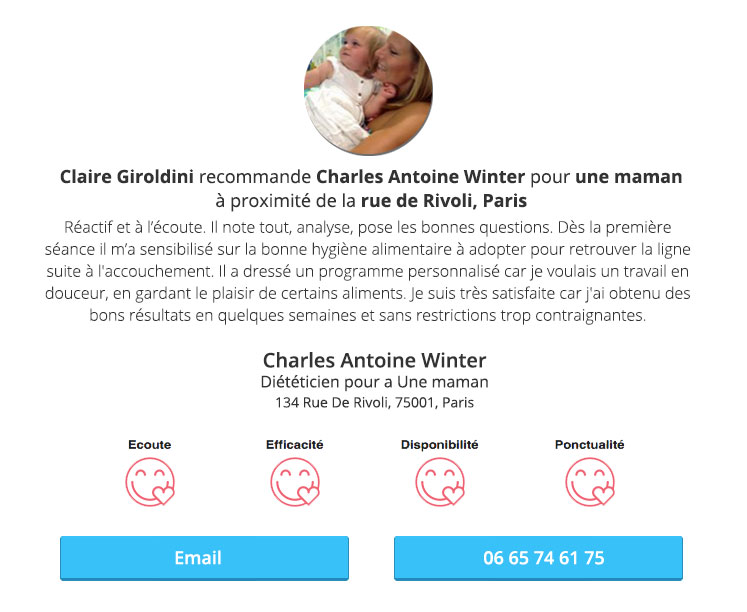 Claire Giroldini recommande Charles Antoine Winter pour une maman
à proximité de la rue de Rivoli, Paris
Réactif et à l’écoute. Il note tout, analyse, pose les bonnes questions. Dès la première
séance il m’a sensibilisé sur la bonne hygiène alimentaire à adopter pour retrouver la ligne
suite à l'accouchement. Il a dressé un programme personnalisé car je voulais un travail en
douceur, en gardant le plaisir de certains aliments. Je suis très satisfaite car j'ai obtenu des
bons résultats en quelques semaines et sans restrictions trop contraignantes.
Charles Antoine Winter
Diététicien pour a Une maman
134 Rue De Rivoli, 75001, Paris
Ecoute Efficacité Disponibilité Ponctualité
Email 06 65 74 61 75